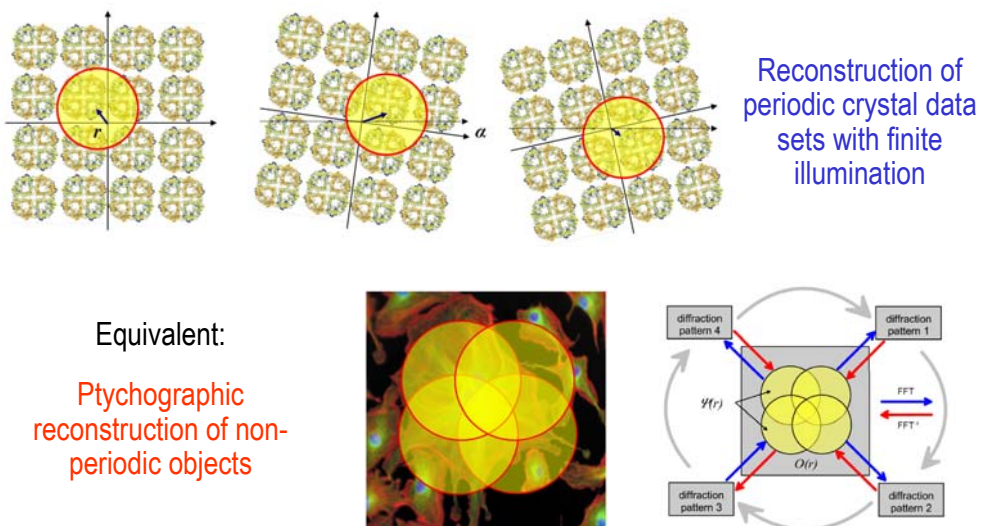 Reconstruction of
periodic crystal data
sets with finite
illumination
r
α
Equivalent:
Ptychographic
reconstruction of non-
periodic objects
diffraction
pattern 4
diffraction
pattern 1
Ψ(r)
FFT
FFT⁻¹
O(r)
diffraction
pattern 3
diffraction
pattern 2